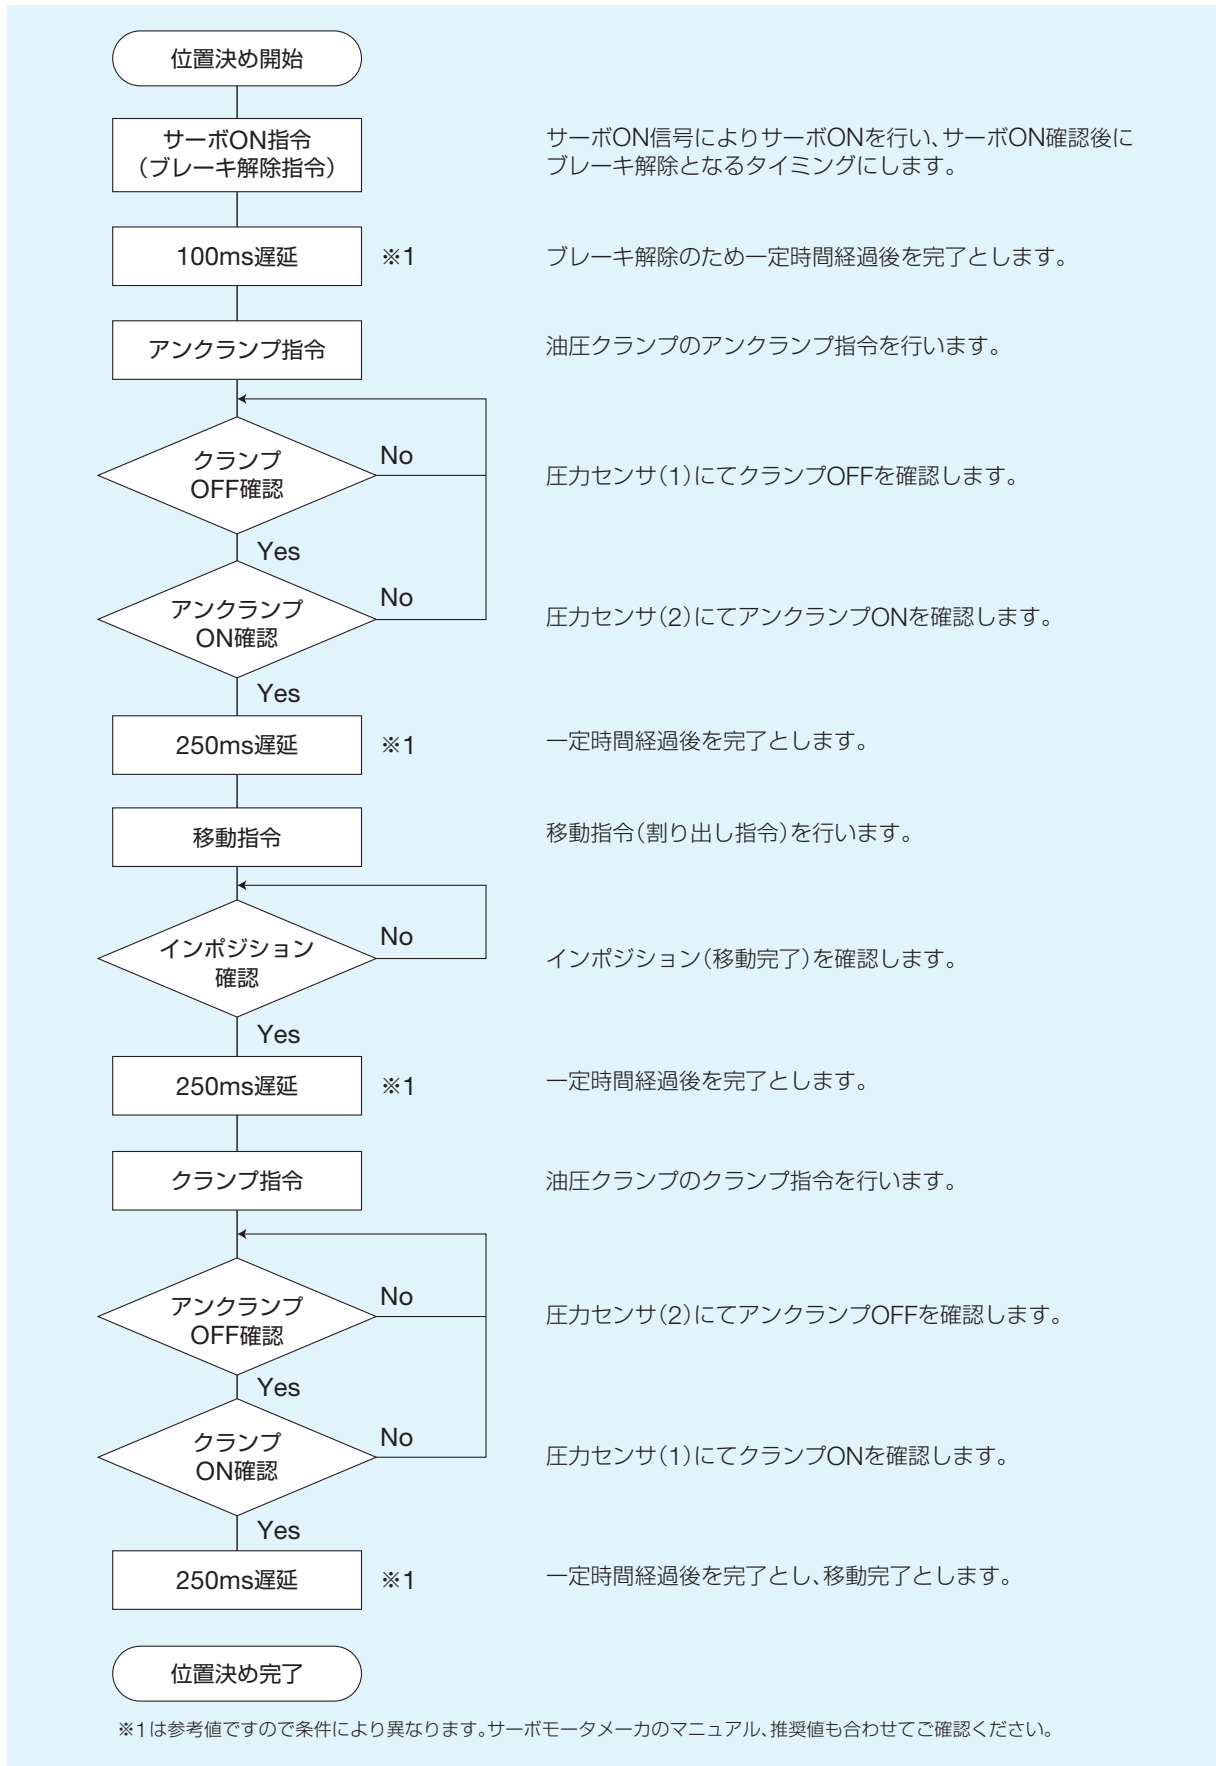 位置決め開始
サーボON指令
（ブレーキ解除指令）
サーボON信号によりサーボONを行い、サーボON確認後に
ブレーキ解除となるタイミングにします。
100ms遅延
※1
ブレーキ解除のため一定時間経過後を完了とします。
アンクランプ指令
油圧クランプのアンクランプ指令を行います。
クランプ
OFF確認
No
圧力センサ（1）にてクランプOFFを確認します。
Yes
アンクランプ
ON確認
No
圧力センサ（2）にてアンクランプONを確認します。
Yes
250ms遅延
※1
一定時間経過後を完了とします。
移動指令
移動指令（割り出し指令）を行います。
インポジション
確認
No
インポジション（移動完了）を確認します。
Yes
250ms遅延
※1
一定時間経過後を完了とします。
クランプ指令
油圧クランプのクランプ指令を行います。
アンクランプ
OFF確認
No
圧力センサ（2）にてアンクランプOFFを確認します。
Yes
クランプ
ON確認
No
圧力センサ（1）にてクランプONを確認します。
Yes
250ms遅延
※1
一定時間経過後を完了とし、移動完了とします。
位置決め完了
※1は参考値ですので条件により異なります。サーボモータメーカのマニュアル、推奨値も合わせてご確認ください。